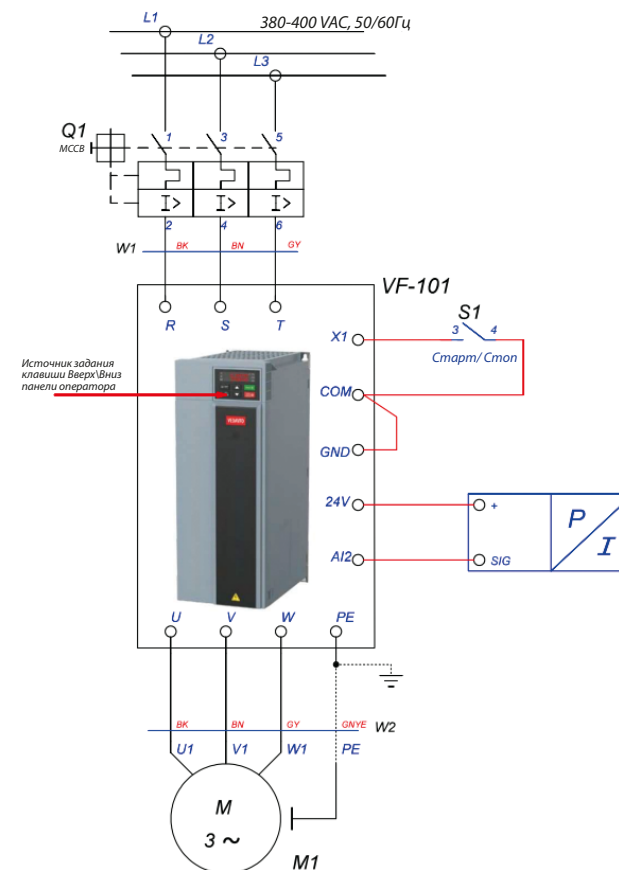 L1
380-400 VAC, 50/60Гц
L2
L3
Q1
MCCB
1
3
5
I>
I>
I>
2
4
6
W1
BK
BN
GY
VF-101
R
S
T
S1
X1
3
4
Старт/ Стоп
Источник задания
клавиши Вверх\Вниз
панели оператора
COM
GND
24V
+
P
I
AI2
SIG
U
V
W
PE
BK
BN
GY
GNYE
W2
U1
V1
W1
PE
M
3 ~
M1